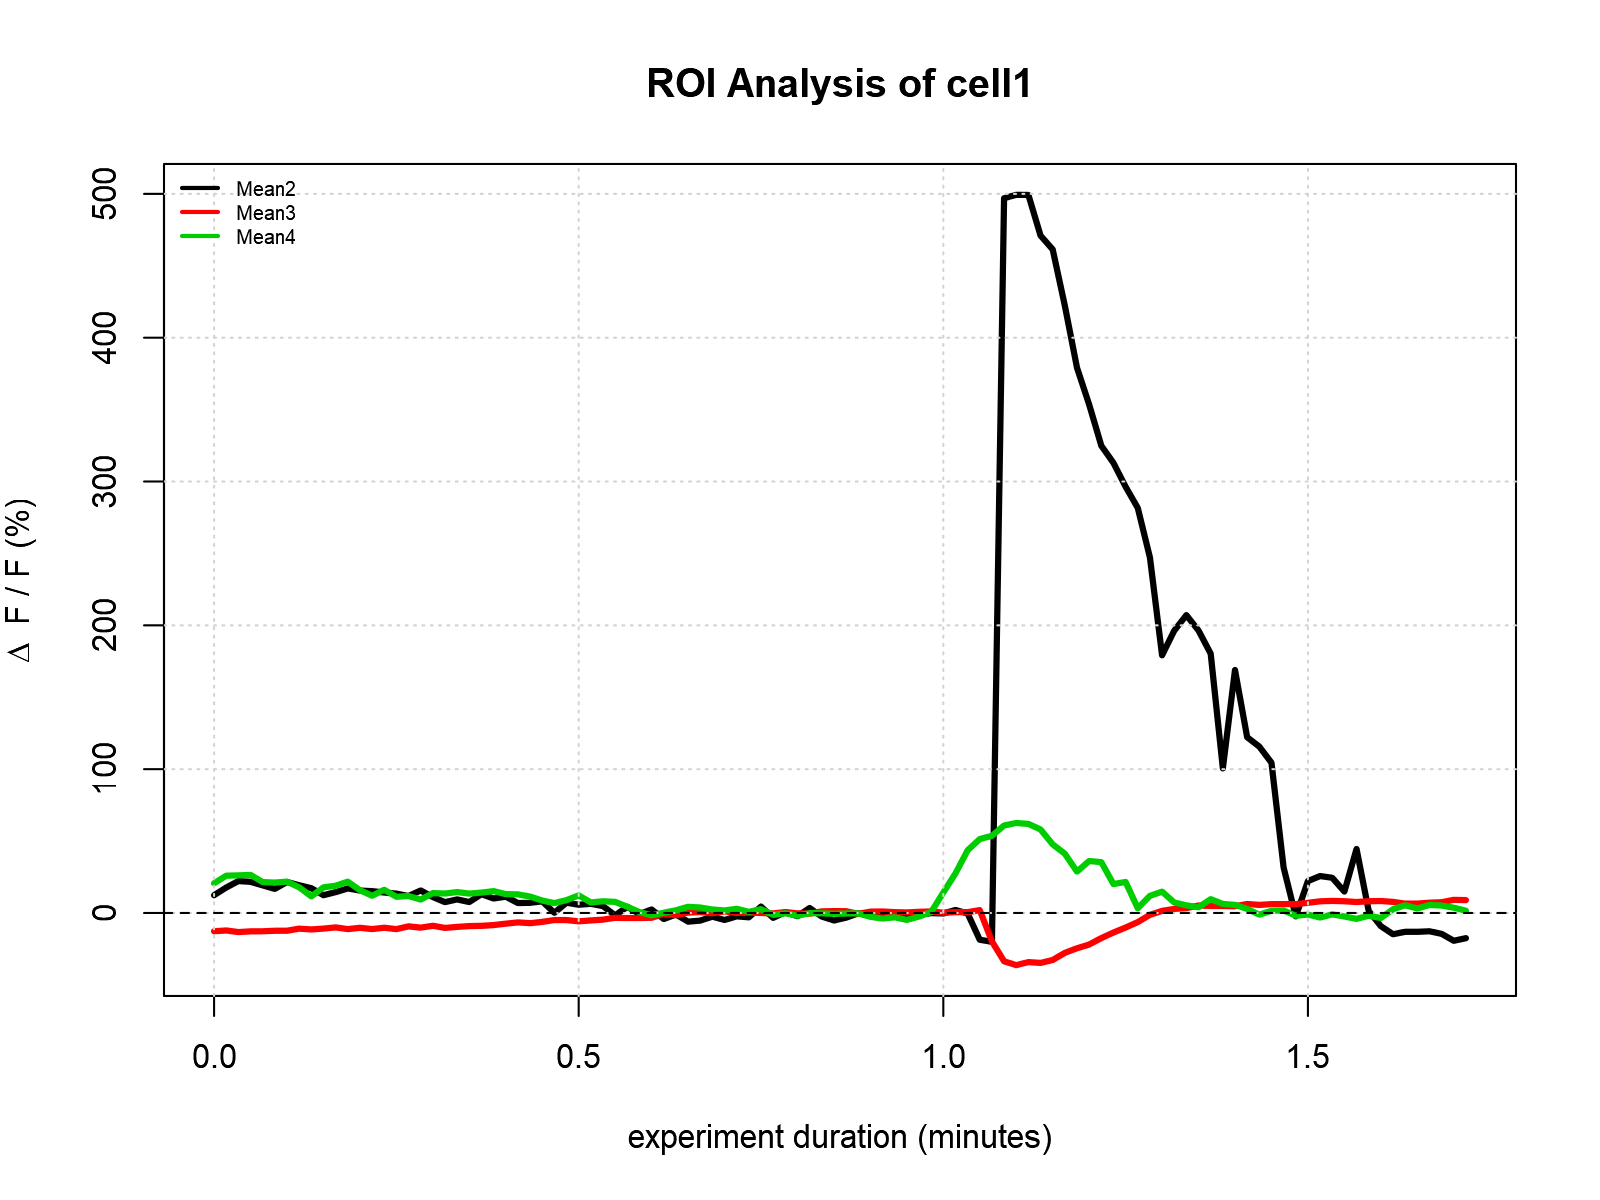 ROI Analysis of cell1
Mean2
Mean3
Mean4
500
400
300
200
100
0
Δ F / F (%)
0.0 0.5 1.0 1.5
experiment duration (minutes)